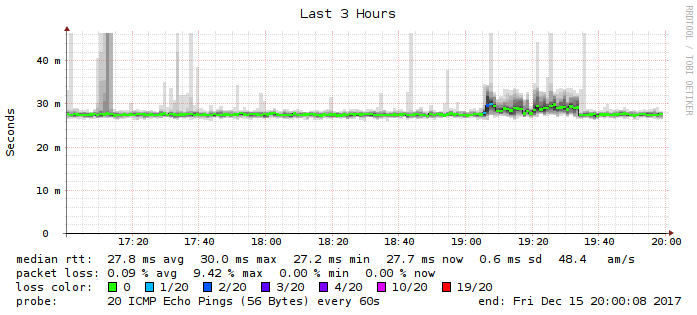 Last 3 Hours
RRDTOOL / TOBI OETIKER
Seconds
40 m
30 m
20 m
10 m
0
17:20 17:40 18:00 18:20 18:40 19:00 19:20 19:40 20:00
median rtt: 27.8 ms avg 30.0 ms max 27.2 ms min 27.7 ms now 0.6 ms sd 48.4 am/s
packet loss: 0.09 % avg 9.42 % max 0.00 % min 0.00 % now
loss color: 0 1/20 2/20 3/20 4/20 10/20 19/20
probe: 20 ICMP Echo Pings (56 Bytes) every 60s end: Fri Dec 15 20:00:08 2017